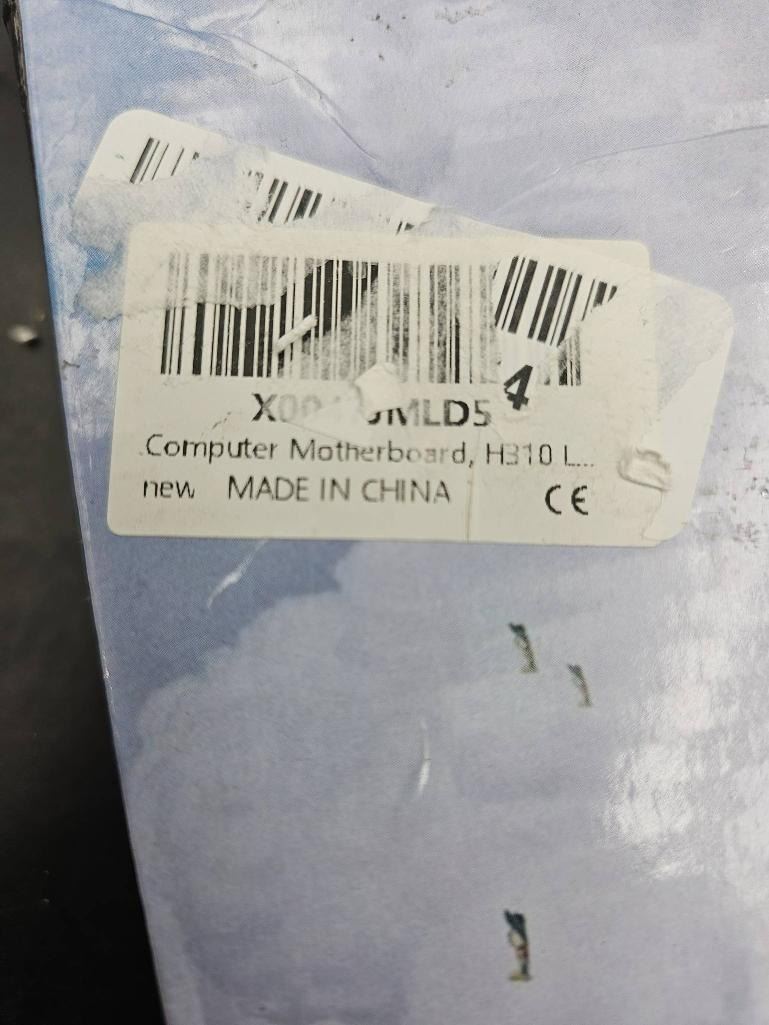 4
Computer Motherboard, H310 L...
new MADE IN CHINA CE